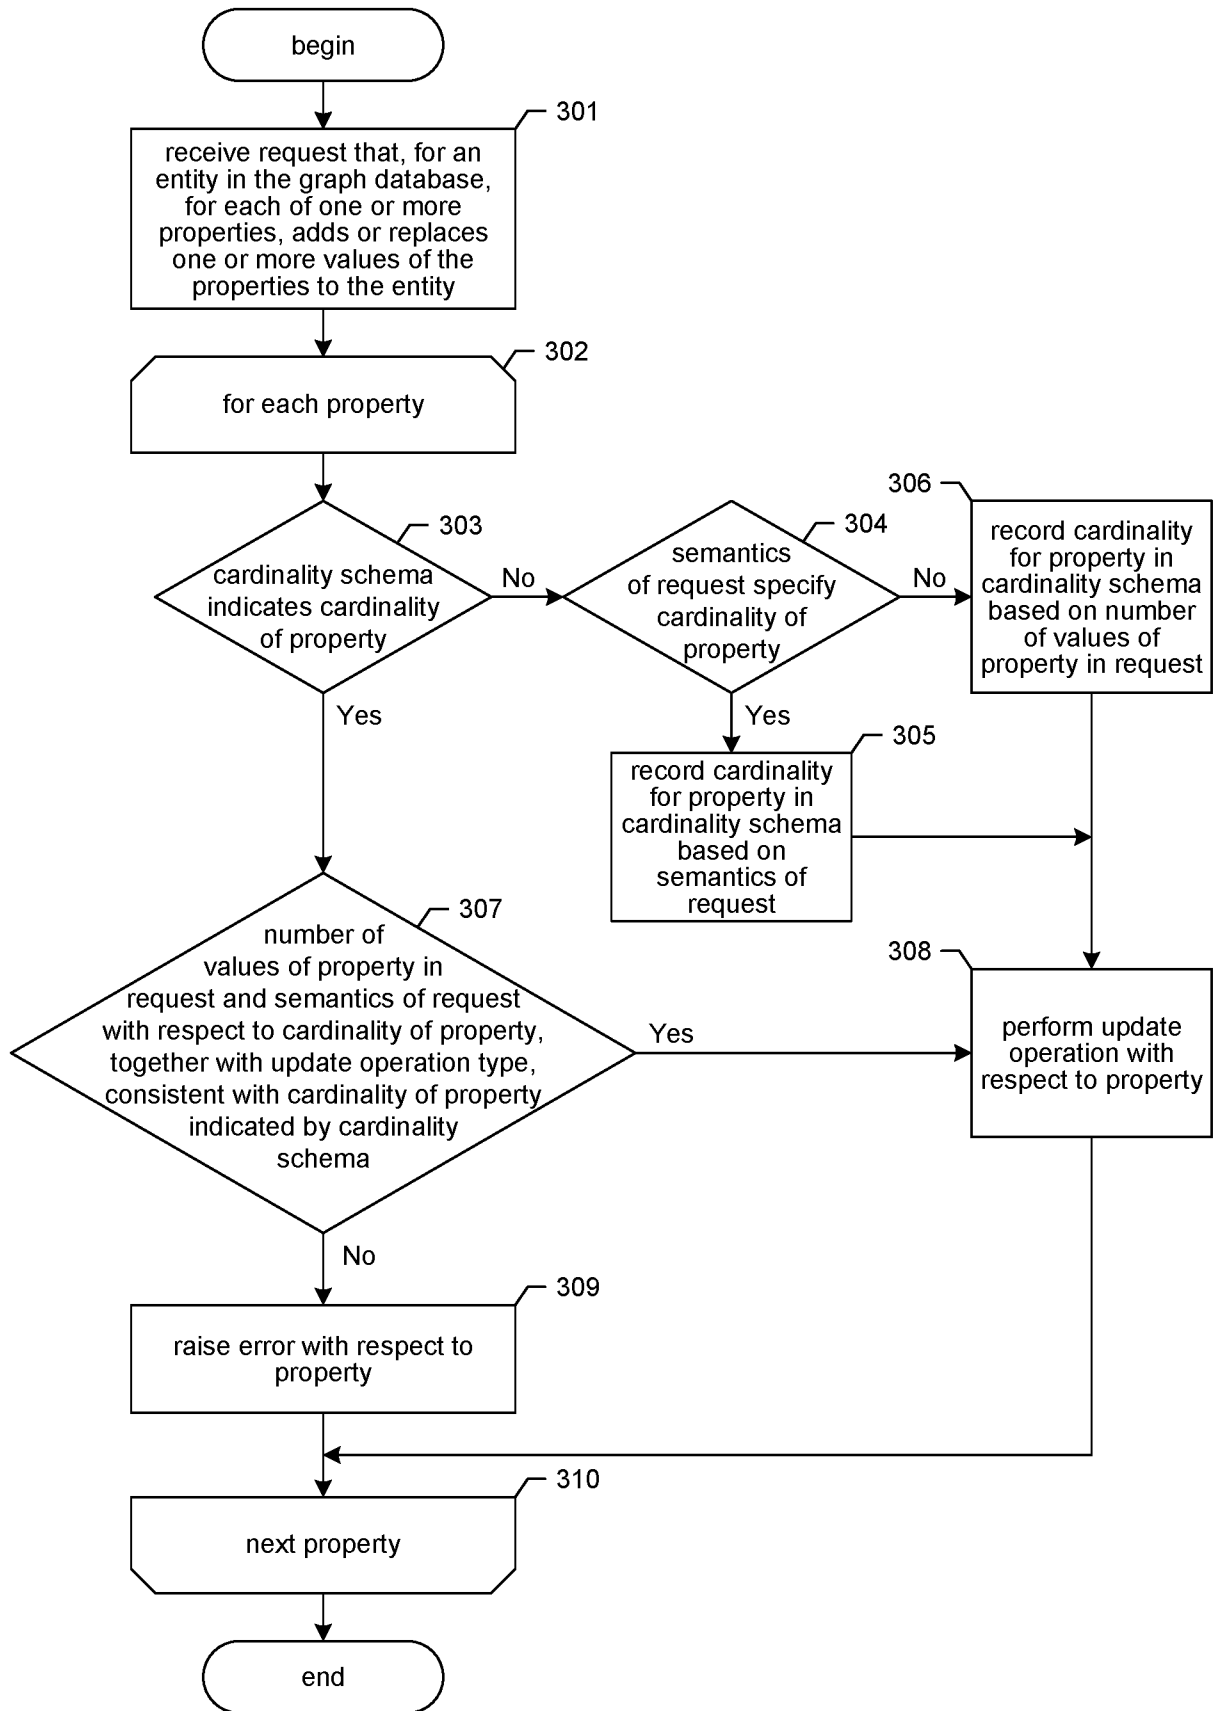 begin
301
receive request that, for an
entity in the graph database,
for each of one or more
properties, adds or replaces
one or more values of the
properties to the entity
302
for each property
303
cardinality schema
indicates cardinality
of property
No
304
semantics
of request specify
cardinality of
property
No
306
record cardinality
for property in
cardinality schema
based on number
of values of
property in request
Yes
Yes
305
record cardinality
for property in
cardinality schema
based on
semantics of
request
307
number of
values of property in
request and semantics of request
with respect to cardinality of property,
together with update operation type,
consistent with cardinality of property
indicated by cardinality
schema
Yes
308
perform update
operation with
respect to property
No
309
raise error with respect to
property
310
next property
end